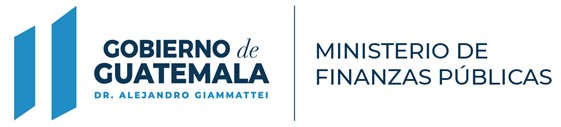 GOBIERNO de
GUATEMALA
DR. ALEJANDRO GIAMMATTEI
MINISTERIO DE
FINANZAS PÚBLICAS